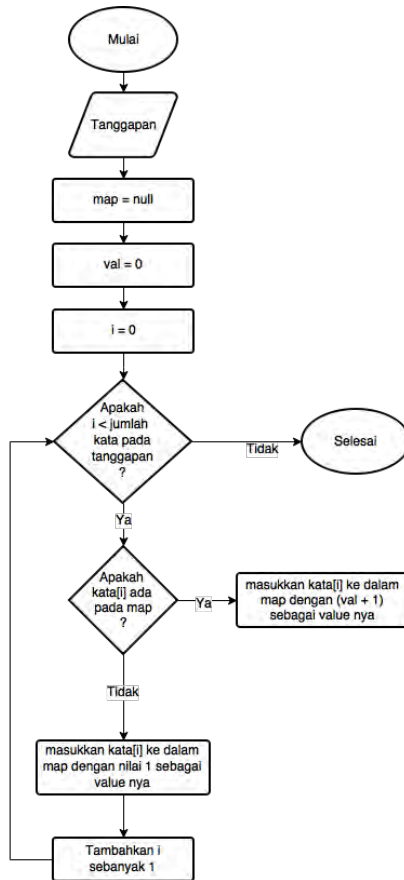 Mulai
Tanggapan
map = null
val = 0
i = 0
Apakah
i < jumlah
kata pada
tanggapan
?
Tidak
Selesai
Ya
Apakah
kata[i] ada
pada map
?
Ya
masukkan kata[i] ke dalam
map dengan (val + 1)
sebagai value nya
Tidak
masukkan kata[i] ke dalam
map dengan nilai 1 sebagai
value nya
Tambahkan i
sebanyak 1